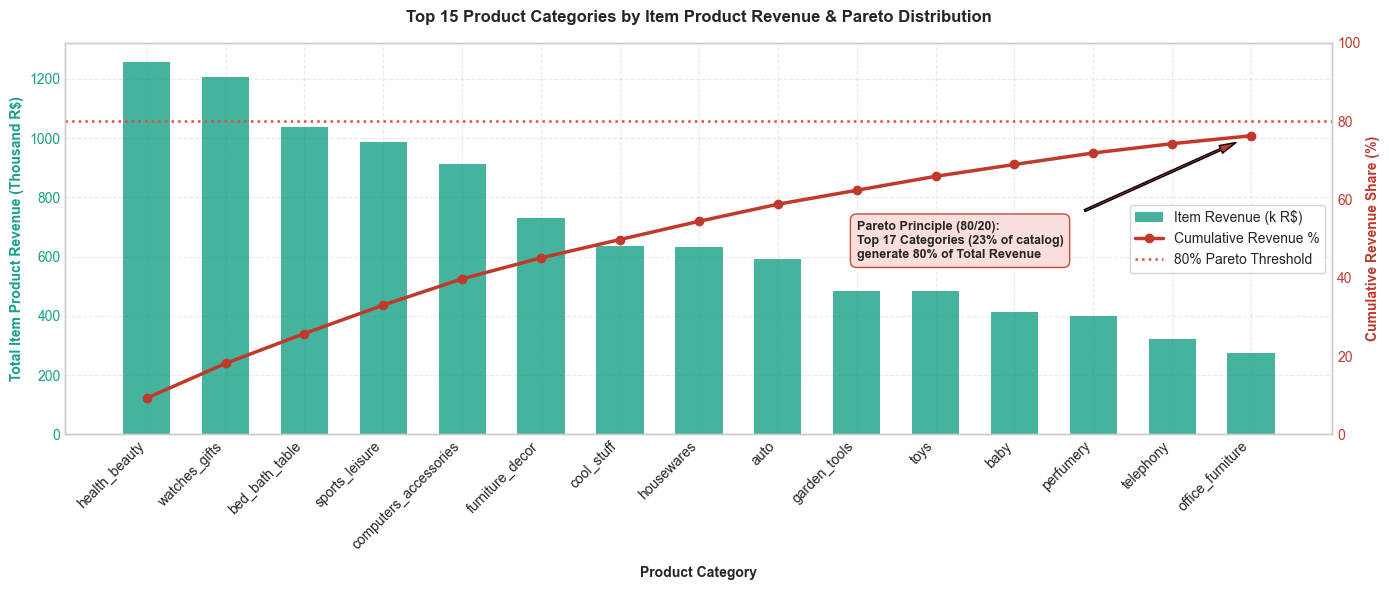 Top 15 Product Categories by Item Product Revenue & Pareto Distribution
Total Item Product Revenue (Thousand R$)
1200
1000
800
600
400
200
0
100
80
60
40
20
0
Cumulative Revenue Share (%)
Pareto Principle (80/20):
Top 17 Categories (23% of catalog)
generate 80% of Total Revenue
Item Revenue (k R$)
Cumulative Revenue %
80% Pareto Threshold
health_beauty
watches_gifts
bed_bath_table
sports_leisure
computers_accessories
furniture_decor
cool_stuff
housewares
auto
garden_tools
toys
baby
perfumery
telephony
office_furniture
Product Category